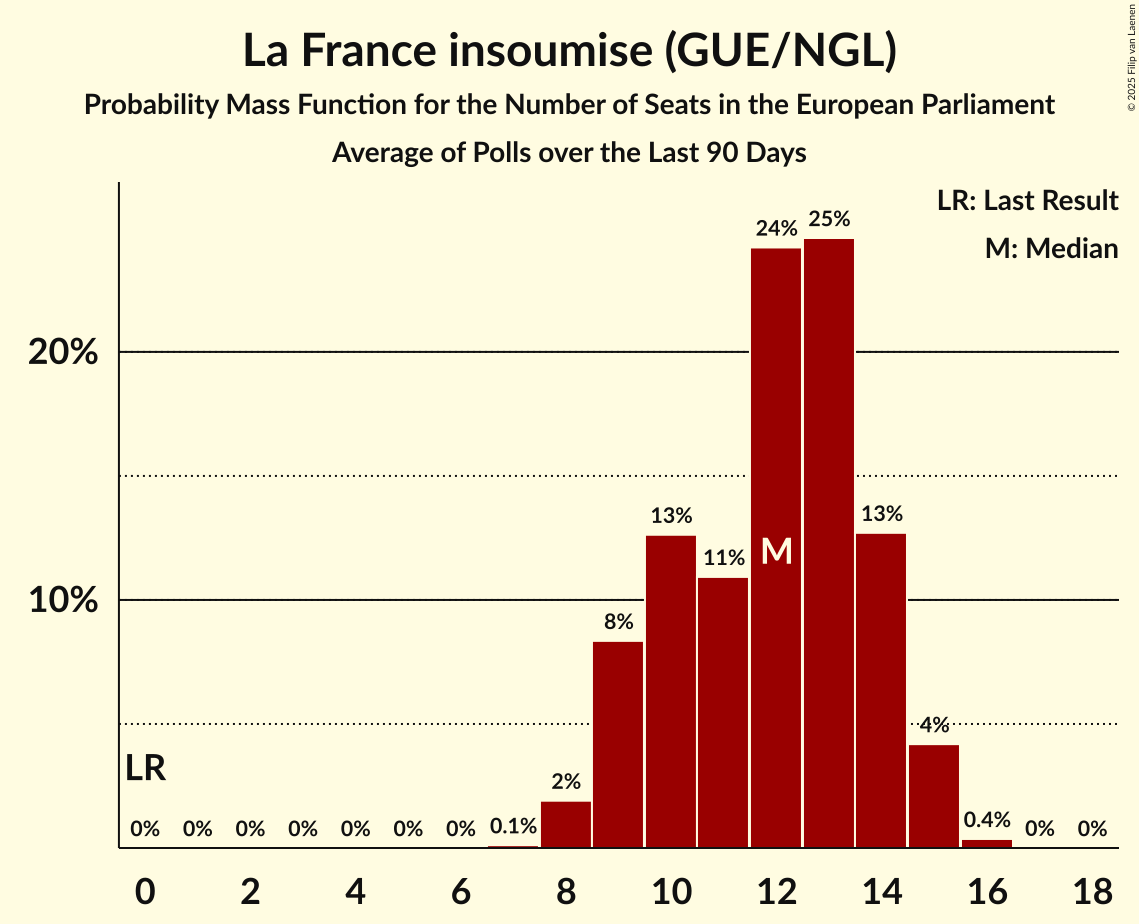 La France insoumise (GUE/NGL)
Probability Mass Function for the Number of Seats in the European Parliament
Average of Polls over the Last 90 Days
© 2025 Filip van Laenen
LR: Last Result
M: Median
20%
10%
LR
M
0% 0% 0% 0% 0% 0% 0% 0.1% 2% 8% 13% 11% 24% 25% 13% 4% 0.4% 0% 0%
0 2 4 6 8 10 12 14 16 18